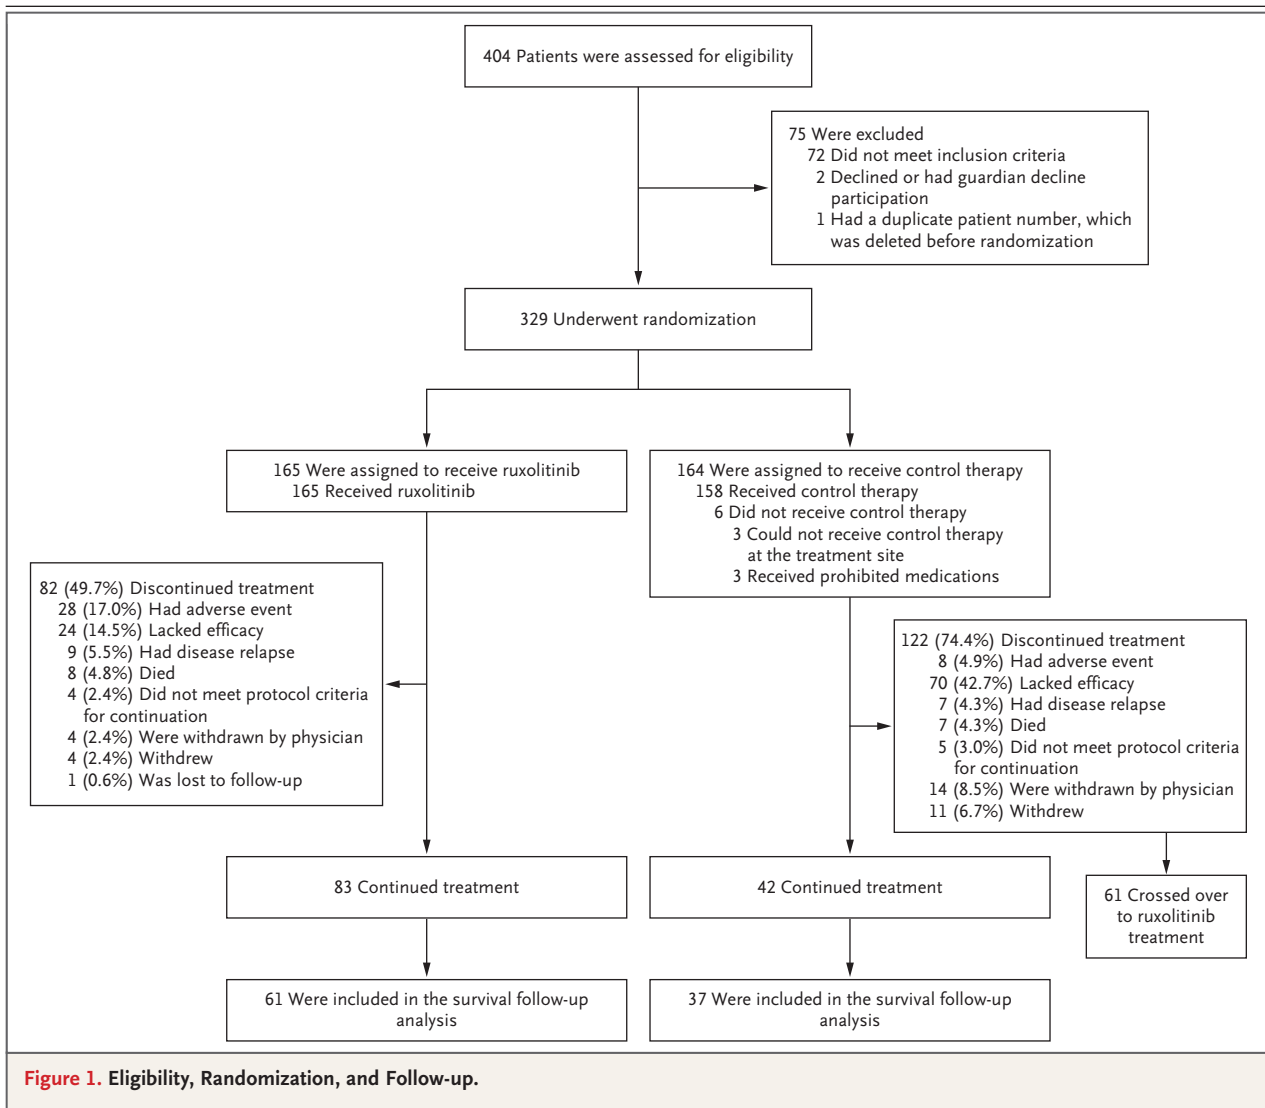 404 Patients were assessed for eligibility
75 Were excluded
72 Did not meet inclusion criteria
2 Declined or had guardian decline
participation
1 Had a duplicate patient number, which
was deleted before randomization
329 Underwent randomization
165 Were assigned to receive ruxolitinib
165 Received ruxolitinib
164 Were assigned to receive control therapy
158 Received control therapy
6 Did not receive control therapy
3 Could not receive control therapy
at the treatment site
3 Received prohibited medications
82 (49.7%) Discontinued treatment
28 (17.0%) Had adverse event
24 (14.5%) Lacked efficacy
9 (5.5%) Had disease relapse
8 (4.8%) Died
4 (2.4%) Did not meet protocol criteria
for continuation
4 (2.4%) Were withdrawn by physician
4 (2.4%) Withdrew
1 (0.6%) Was lost to follow-up
122 (74.4%) Discontinued treatment
8 (4.9%) Had adverse event
70 (42.7%) Lacked efficacy
7 (4.3%) Had disease relapse
7 (4.3%) Died
5 (3.0%) Did not meet protocol criteria
for continuation
14 (8.5%) Were withdrawn by physician
11 (6.7%) Withdrew
83 Continued treatment
42 Continued treatment
61 Crossed over
to ruxolitinib
treatment
61 Were included in the survival follow-up
analysis
37 Were included in the survival follow-up
analysis
Figure 1. Eligibility, Randomization, and Follow-up.